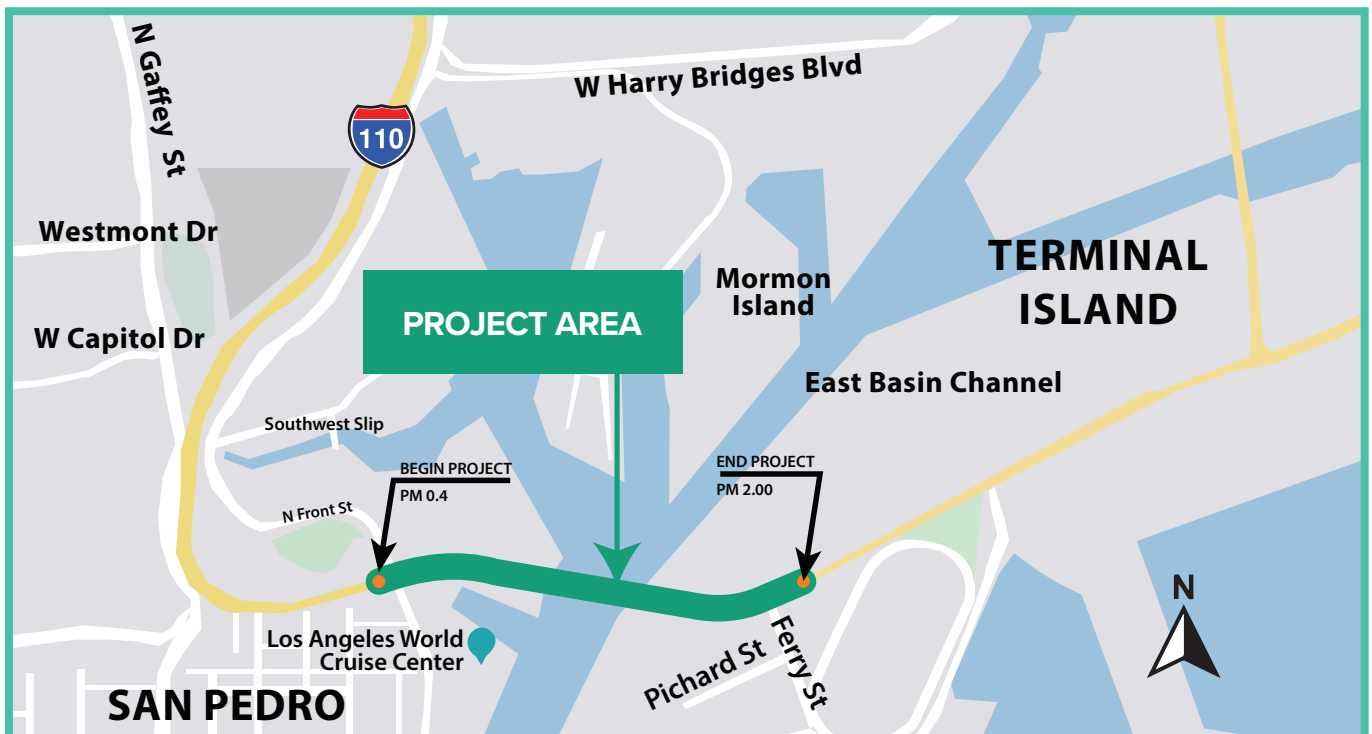 N Gaffey St
W Harry Bridges Blvd
110
Westmont Dr
TERMINAL
ISLAND
Mormon
Island
PROJECT AREA
W Capitol Dr
East Basin Channel
Southwest Slip
BEGIN PROJECT
PM 0.4
END PROJECT
PM 2.00
N Front St
N
Los Angeles World
Cruise Center
Ferry St
Pichard St
SAN PEDRO